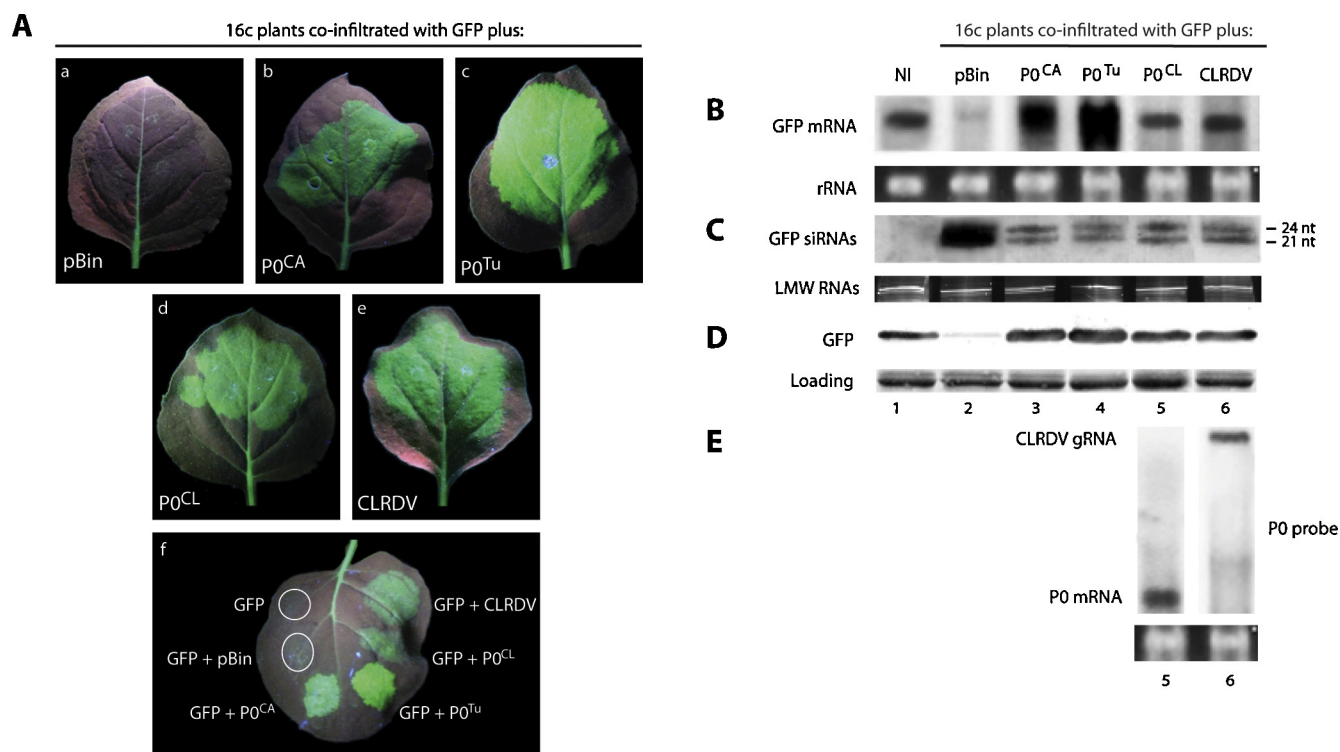 A
16c plants co-infiltrated with GFP plus:
a
b
c
pBin
P0CA
P0Tu
d
e
P0CL
CLRDV
f
GFP
GFP + CLRDV
GFP + pBin
GFP + P0CL
GFP + P0CA
GFP + P0Tu
16c plants co-infiltrated with GFP plus:
NI pBin P0CA P0Tu P0CL CLRDV
B
GFP mRNA
rRNA
C
GFP siRNAs
– 24 nt
– 21 nt
LMW RNAs
D
GFP
Loading
1 2 3 4 5 6
E
CLRDV gRNA
P0 probe
P0 mRNA
5 6